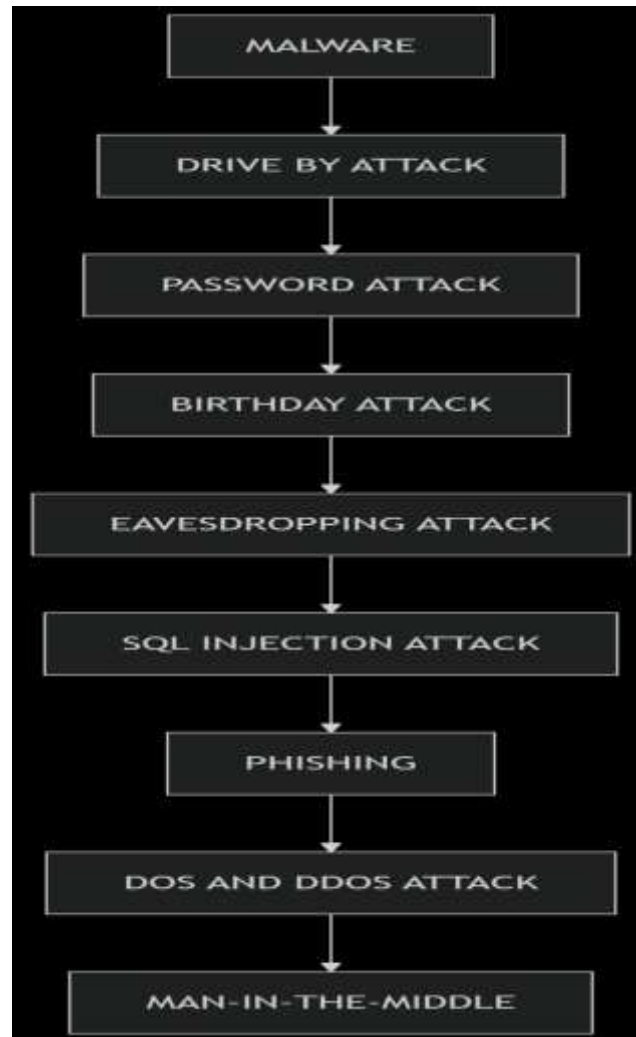 MALWARE
DRIVE BY ATTACK
PASSWORD ATTACK
BIRTHDAY ATTACK
EAVESDROPPING ATTACK
SQL INJECTION ATTACK
PHISHING
DOS AND DDOS ATTACK
MAN-IN-THE-MIDDLE